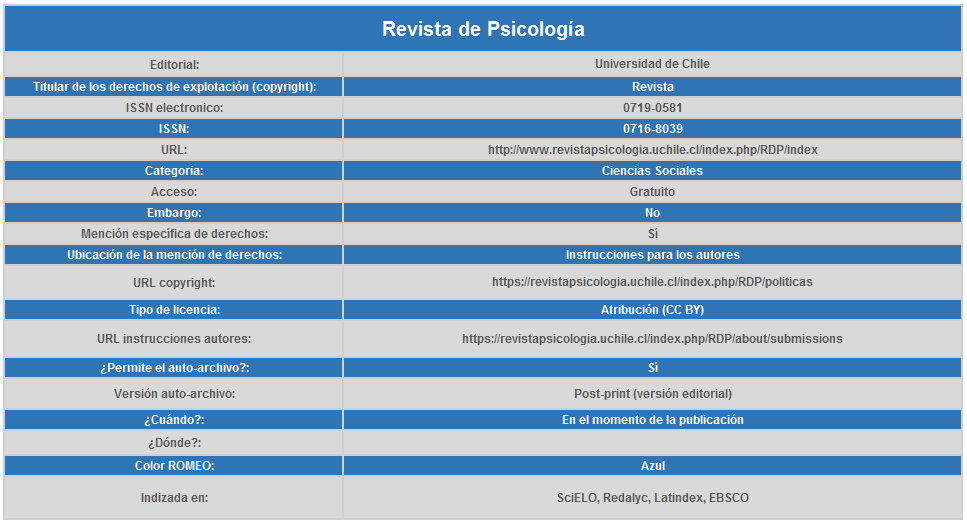 Revista de Psicología
Editorial: Universidad de Chile
Titular de los derechos de explotación (copyright): Revista
ISSN electronico: 0719-0581
ISSN: 0716-8039
URL: http://www.revistapsicologia.uchile.cl/index.php/RDP/index
Categoria: Ciencias Sociales
Acceso: Gratuito
Embargo: No
Mención específica de derechos: Sí
Ubicación de la mención de derechos: Instrucciones para los autores
URL copyright: https://revistapsicologia.uchile.cl/index.php/RDP/politicas
Tipo de licencia: Atribución (CC BY)
URL instrucciones autores: https://revistapsicologia.uchile.cl/index.php/RDP/about/submissions
¿Permite el auto-archivo?: Sí
Versión auto-archivo: Post-print (versión editorial)
¿Cuándo?: En el momento de la publicación
¿Dónde?:
Color ROMEO: Azul
Indizada en: SciELO, Redalyc, Latindex, EBSCO